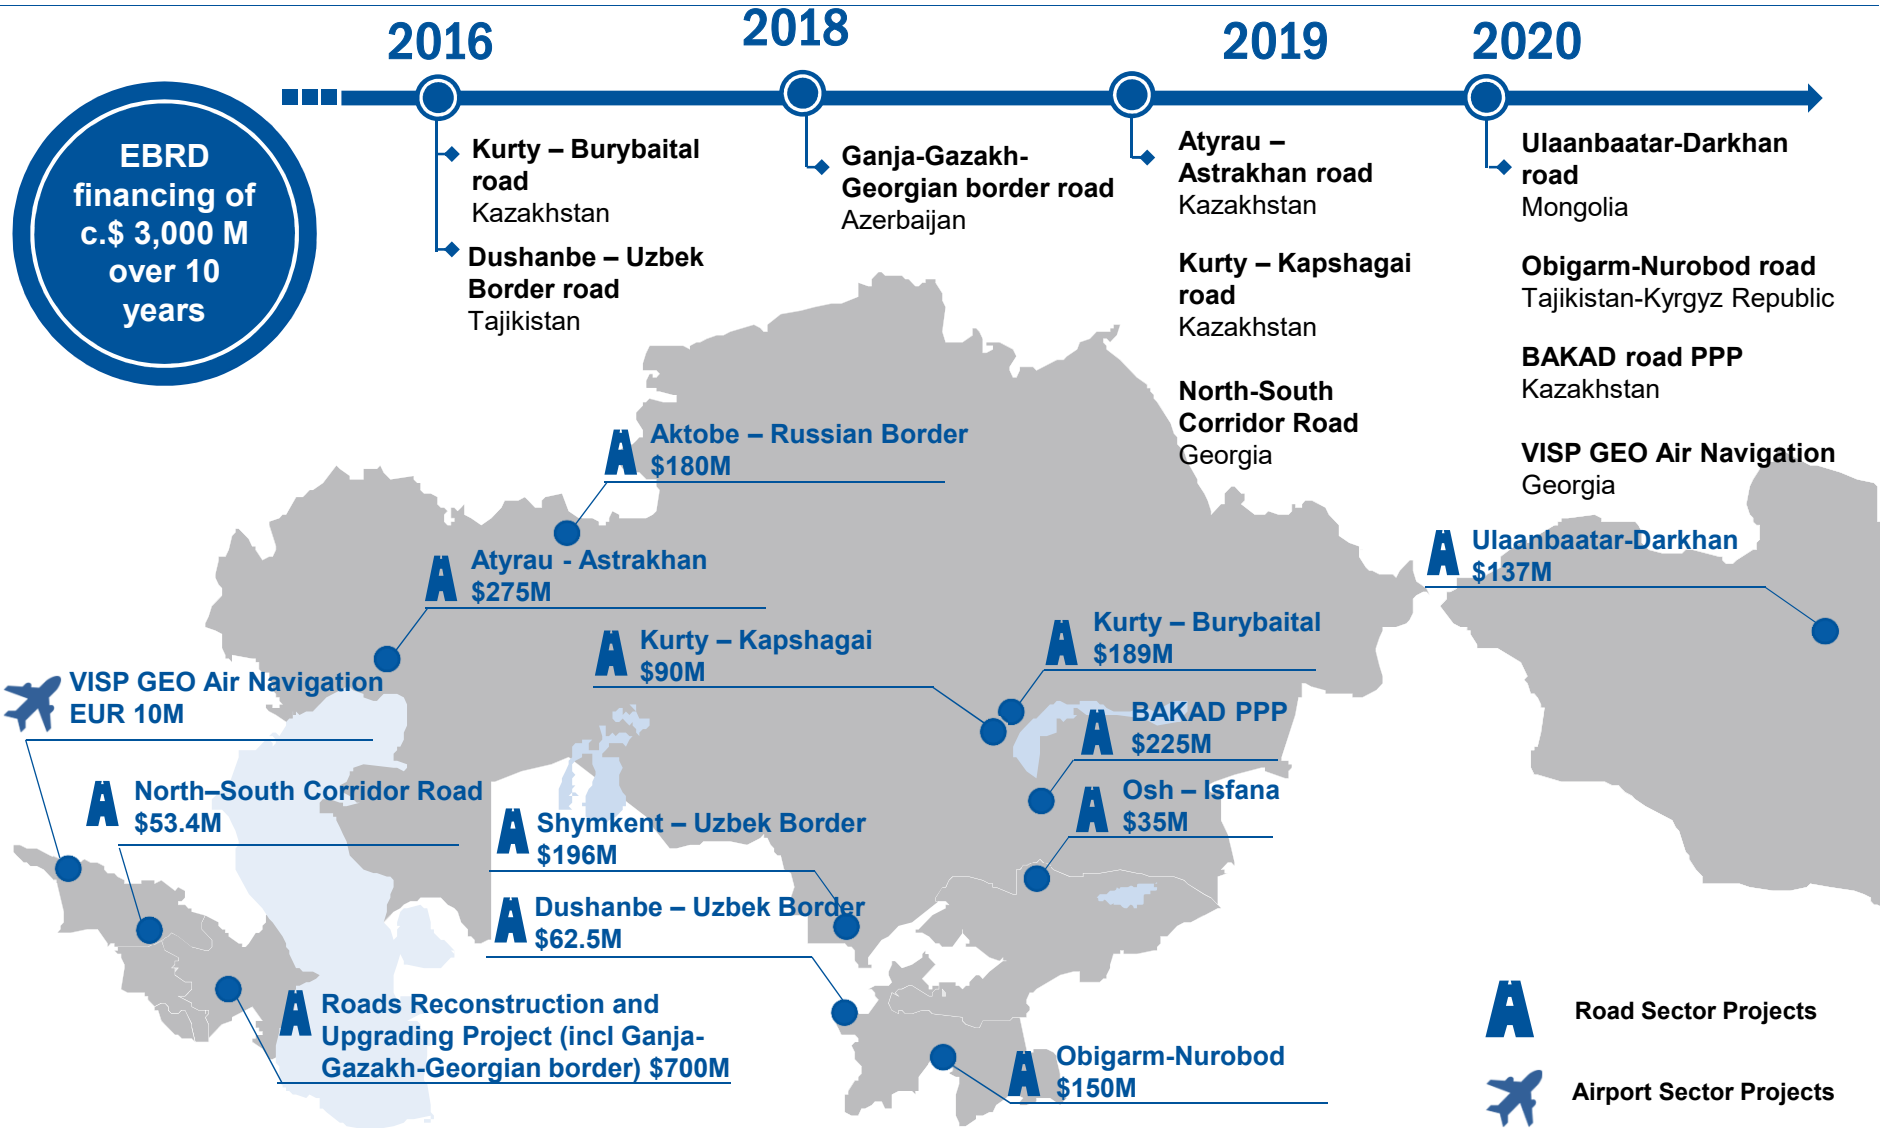 2016
2018
2019
2020
EBRD
financing of
c.$ 3,000 M
over 10
years
Kurty – Burybaital
road
Kazakhstan
Dushanbe – Uzbek
Border road
Tajikistan
Ganja-Gazakh-
Georgian border road
Azerbaijan
Atyrau –
Astrakhan road
Kazakhstan
Kurty – Kapshagai
road
Kazakhstan
North-South
Corridor Road
Georgia
Ulaanbaatar-Darkhan
road
Mongolia
Obigarm-Nurobod road
Tajikistan-Kyrgyz Republic
BAKAD road PPP
Kazakhstan
VISP GEO Air Navigation
Georgia
Aktobe – Russian Border
$180M
Atyrau - Astrakhan
$275M
Ulaanbaatar-Darkhan
$137M
Kurty – Kapshagai
$90M
Kurty – Burybaital
$189M
VISP GEO Air Navigation
EUR 10M
BAKAD PPP
$225M
North–South Corridor Road
$53.4M
Osh – Isfana
$35M
Shymkent – Uzbek Border
$196M
Dushanbe – Uzbek Border
$62.5M
Roads Reconstruction and
Upgrading Project (incl Ganja-
Gazakh-Georgian border) $700M
Obigarm-Nurobod
$150M
Road Sector Projects
Airport Sector Projects